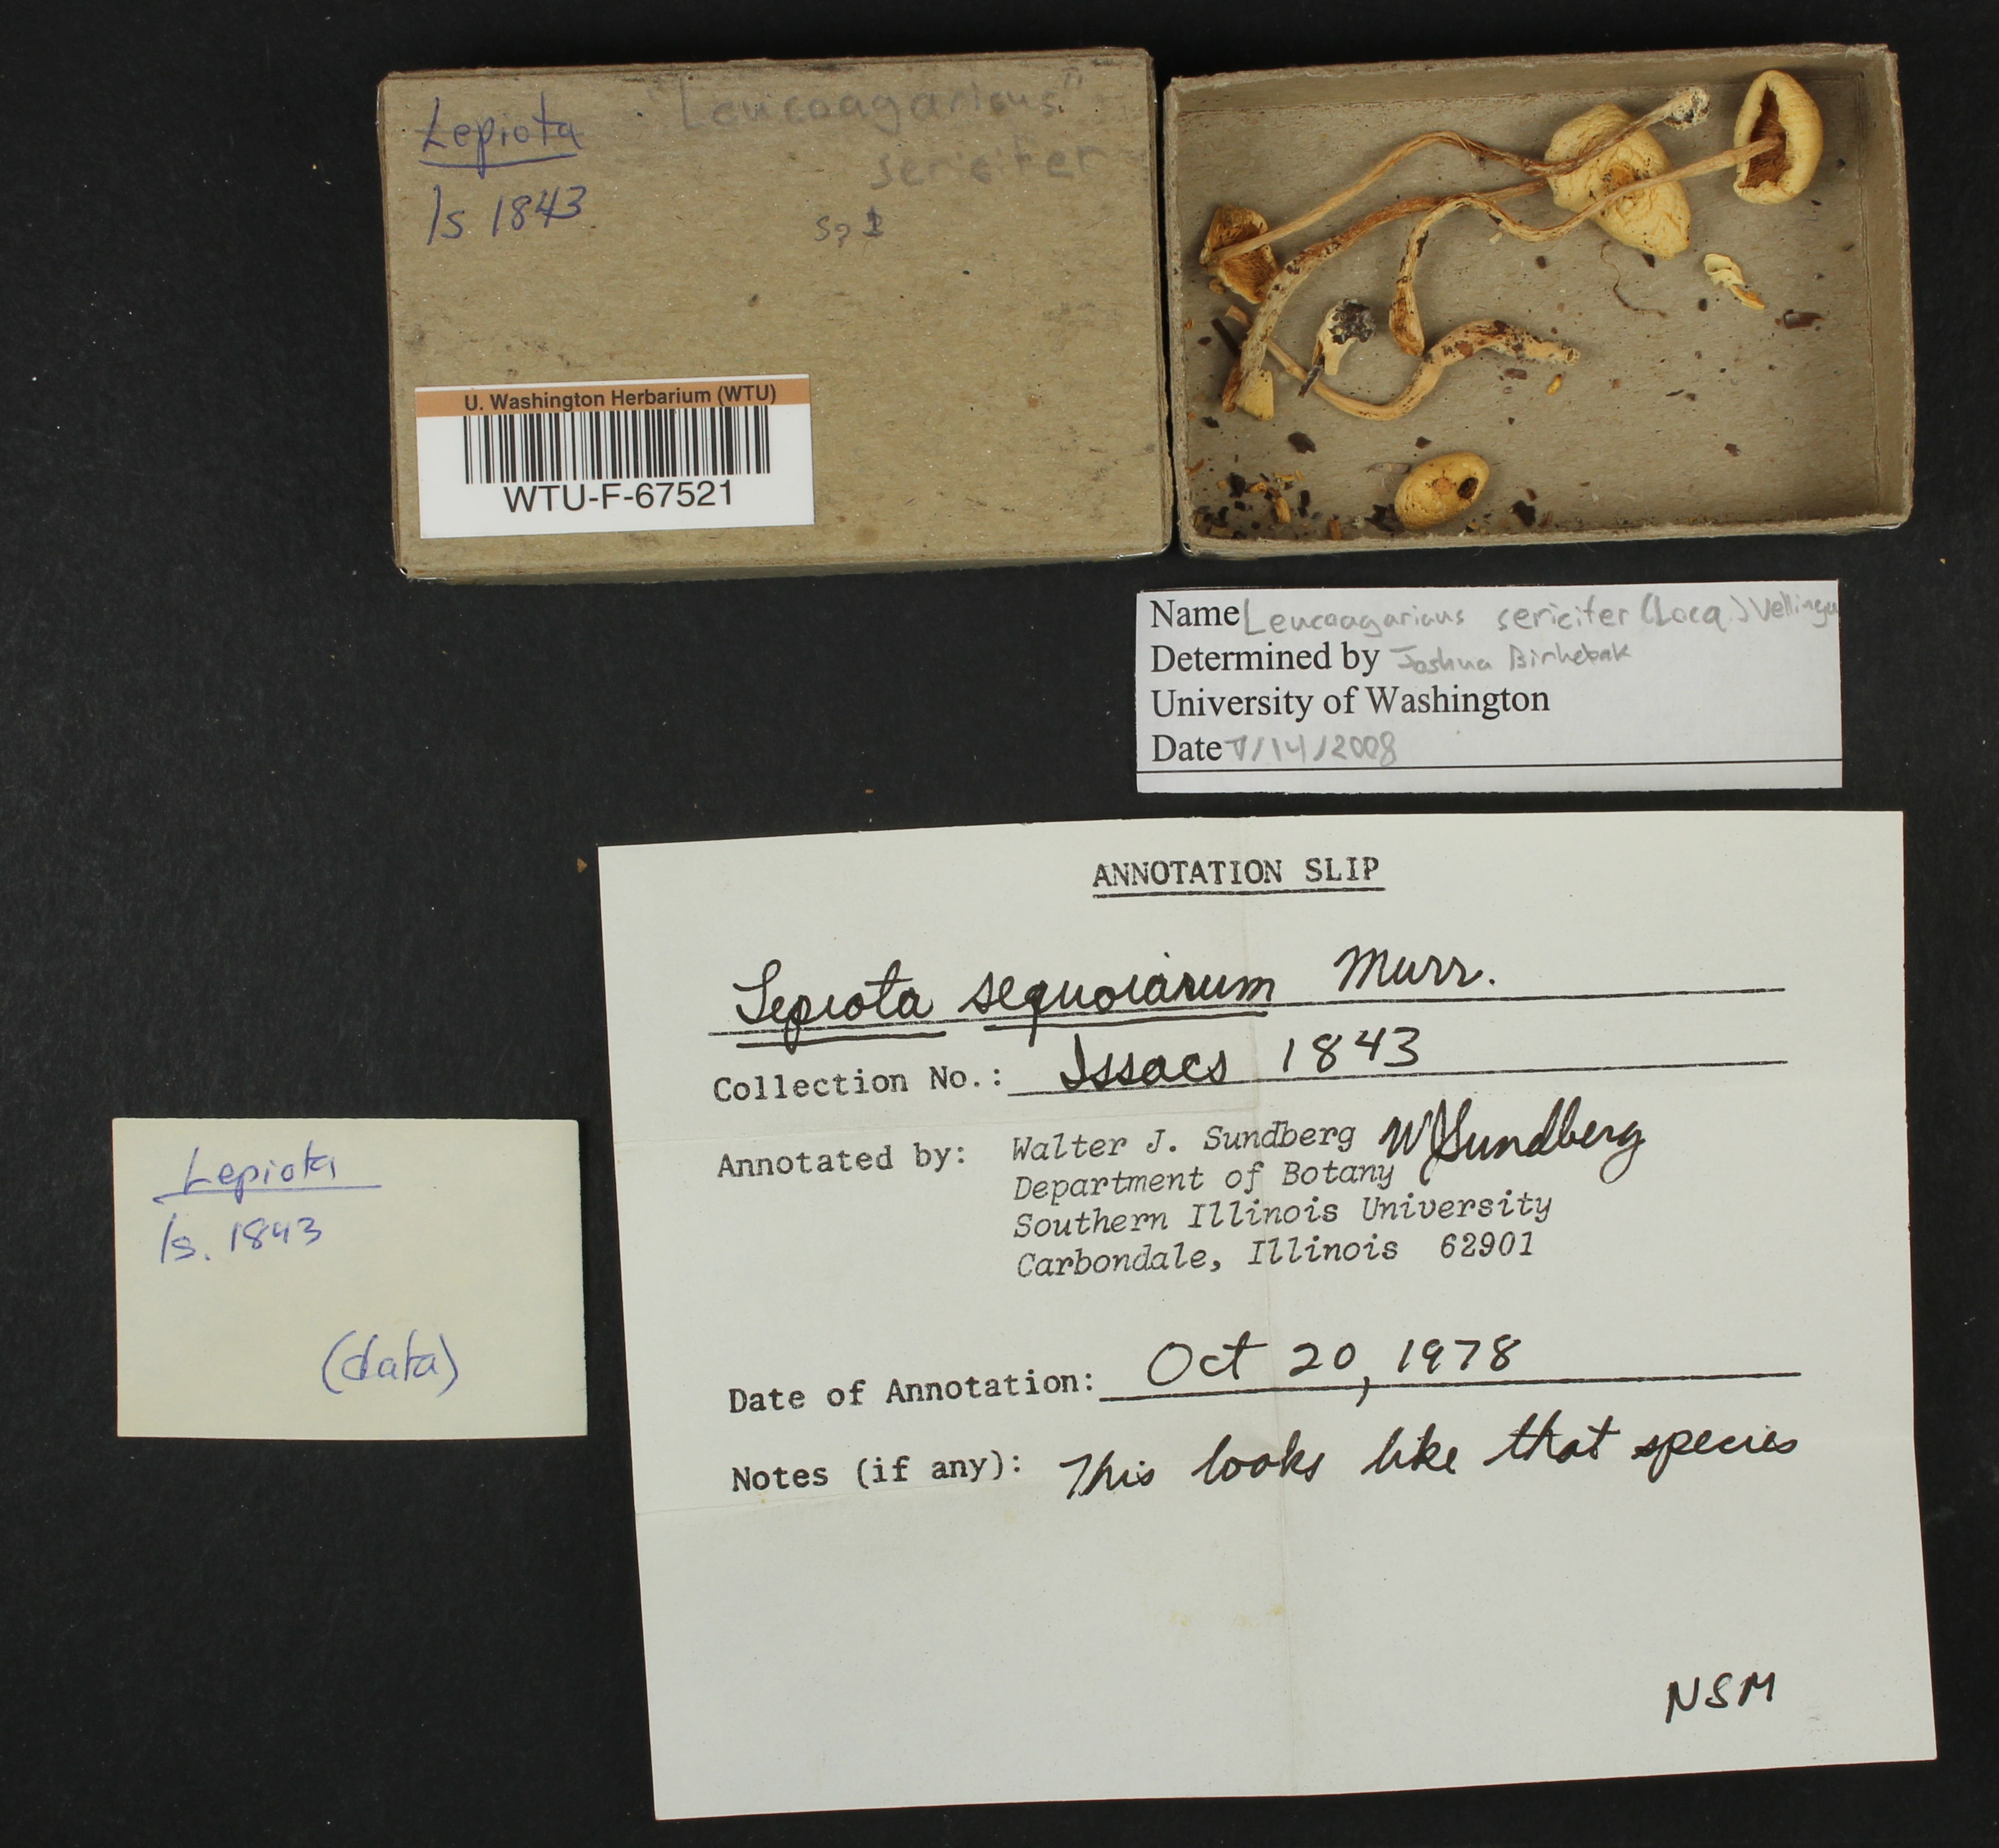 Lepiota
"Leucoagaricus"
sericifer
Is 1843
sp 1
U. Washington Herbarium (WTU)
WTU-F-67521
Name Leucoagaricus sericifer (Locq.) Vellinga
Determined by Joshua Birkebak
University of Washington
Date 7/14/2008
ANNOTATION SLIP
Lepiota sequoiarum Murr.
Collection No.: Issacs 1843
Annotated by: Walter J. Sundberg WJSundberg
Department of Botany
Southern Illinois University
Carbondale, Illinois 62901
Date of Annotation: Oct 20, 1978
Notes (if any): This looks like that species
NSM
Lepiota
Is. 1843
(data)